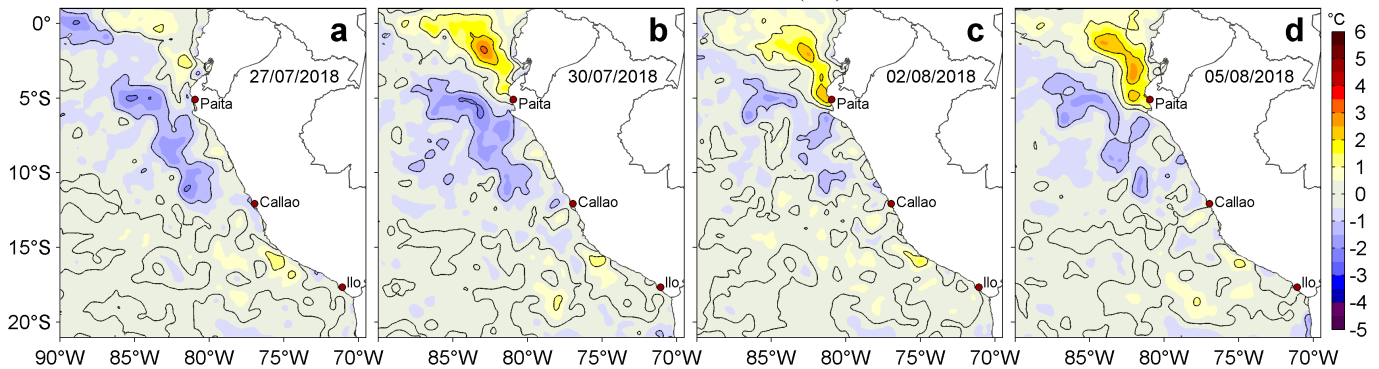 a b c d
°C
27/07/2018 30/07/2018 02/08/2018 05/08/2018
0°
5°S
10°S
15°S
20°S
Paita Paita Paita Paita
Callao Callao Callao Callao
Ilo Ilo Ilo Ilo
6
5
4
3
2
1
0
-1
-2
-3
-4
-5
90°W 85°W 80°W 75°W 70°W 85°W 80°W 75°W 70°W 85°W 80°W 75°W 70°W 85°W 80°W 75°W 70°W